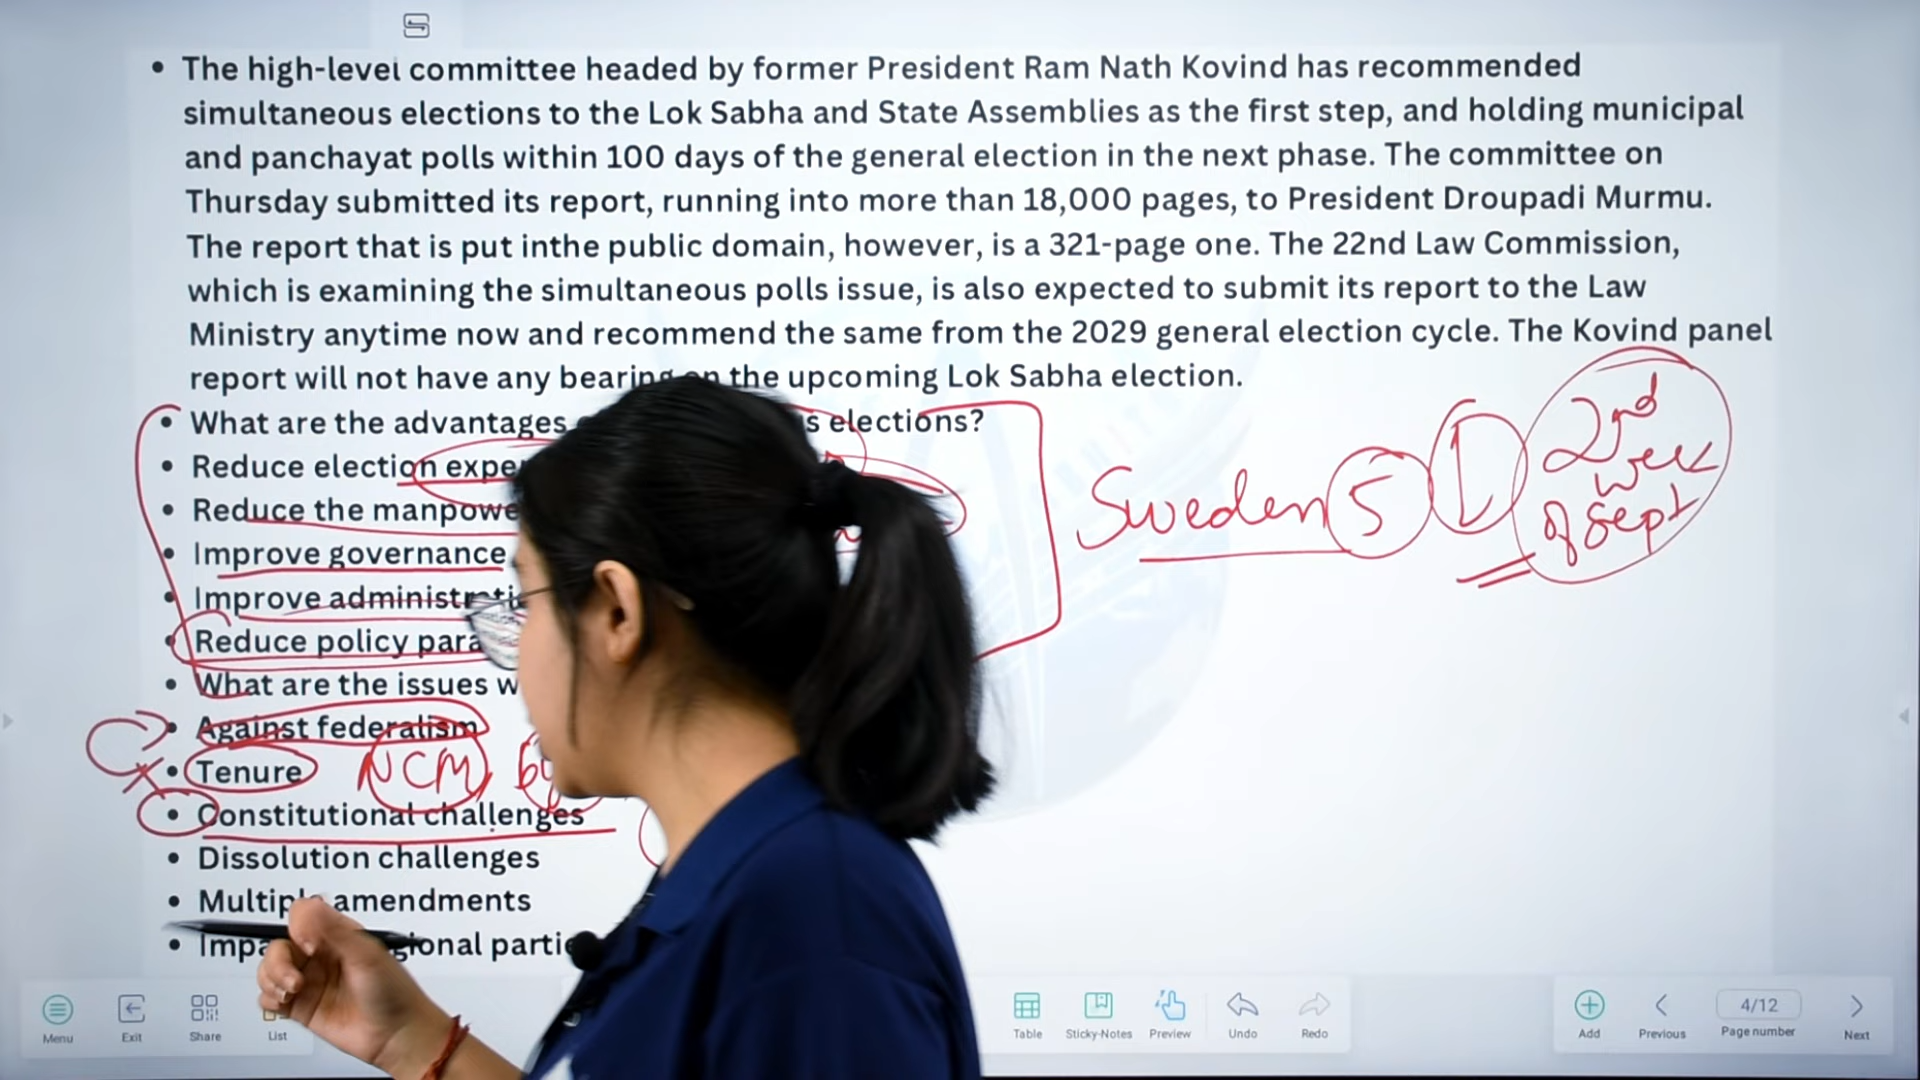 The high-level committee headed by former President Ram Nath Kovind has recommended
simultaneous elections to the Lok Sabha and State Assemblies as the first step, and holding municipal
and panchayat polls within 100 days of the general election in the next phase. The committee on
Thursday submitted its report, running into more than 18,000 pages, to President Droupadi Murmu.
The report that is put inthe public domain, however, is a 321-page one. The 22nd Law Commission,
which is examining the simultaneous polls issue, is also expected to submit its report to the Law
Ministry anytime now and recommend the same from the 2029 general election cycle. The Kovind panel
report will not have any bearing on the upcoming Lok Sabha election.
What are the advantages elections?
Reduce election
Reduce the
Improve governance
Improve
Reduce policy
What are the issues
Against federalism
Tenure NCM
Constitutional challenges
Dissolution challenges
Multiple amendments
Sweden 5
2nd
week
of Sept
Menu
Exit
Share
List
Table
Sticky-Notes
Preview
Undo
Redo
Add
Previous
4/12
Page number
Next